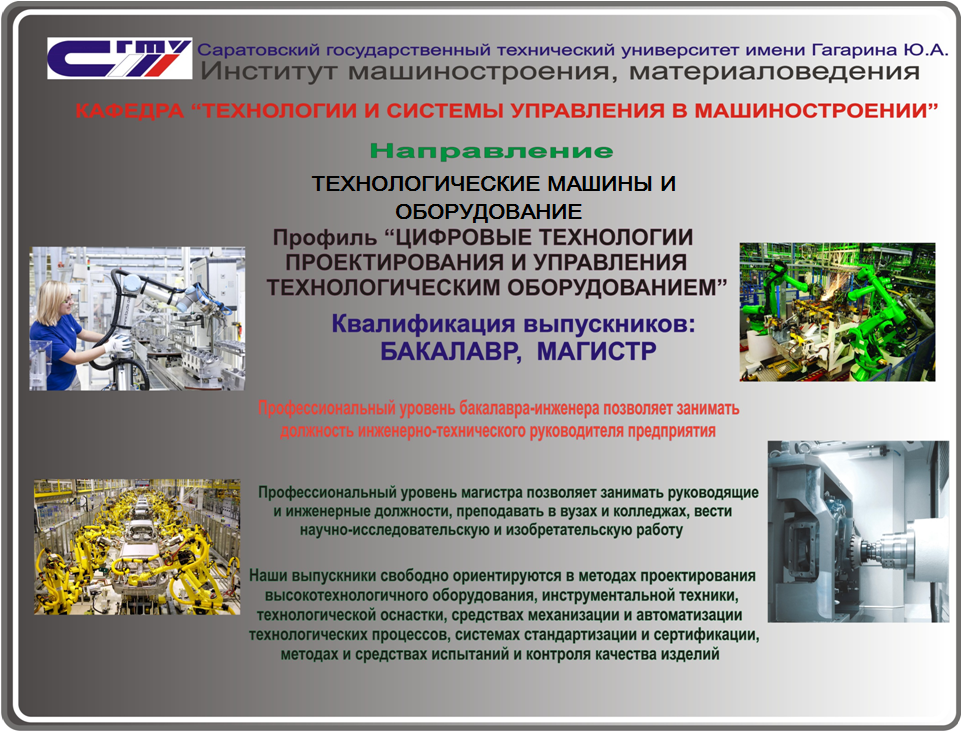 СГТУ
Саратовский государственный технический университет имени Гагарина Ю.А.
Институт машиностроения, материаловедения
КАФЕДРА “ТЕХНОЛОГИИ И СИСТЕМЫ УПРАВЛЕНИЯ В МАШИНОСТРОЕНИИ”
Направление
ТЕХНОЛОГИЧЕСКИЕ МАШИНЫ И
ОБОРУДОВАНИЕ
Профиль “ЦИФРОВЫЕ ТЕХНОЛОГИИ
ПРОЕКТИРОВАНИЯ И УПРАВЛЕНИЯ
ТЕХНОЛОГИЧЕСКИМ ОБОРУДОВАНИЕМ”
Квалификация выпускников:
БАКАЛАВР, МАГИСТР
Профессиональный уровень бакалавра-инженера позволяет занимать
должность инженерно-технического руководителя предприятия
Профессиональный уровень магистра позволяет занимать руководящие
и инженерные должности, преподавать в вузах и колледжах, вести
научно-исследовательскую и изобретательскую работу
Наши выпускники свободно ориентируются в методах проектирования
высокотехнологичного оборудования, инструментальной техники,
технологической оснастки, средствах механизации и автоматизации
технологических процессов, системах стандартизации и сертификации,
методах и средствах испытаний и контроля качества изделий